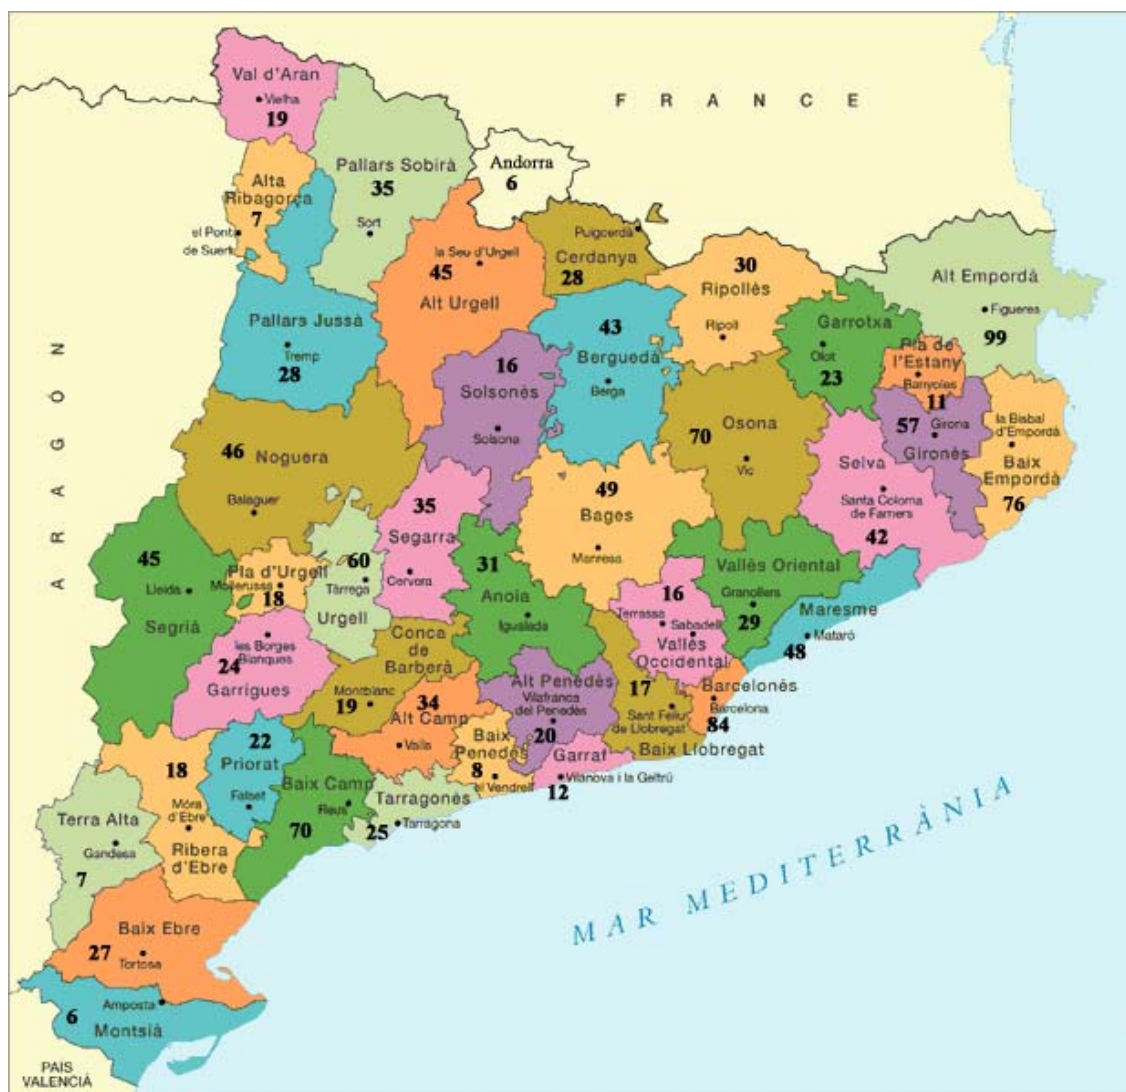 Val d'Aran
Vielha
19
FRANCE
Andorra
6
Pallars Sobirà
35
Sort
Alta
Ribagorça
7
el Pont
de Suert
la Seu d'Urgell
45
Alt Urgell
Puigcerdà
Cerdanya
28
30
Ripollès
Ripoll
Alt Empordà
Figueres
99
Pallars Jussà
Tremp
28
43
Berguedà
Berga
Garrotxa
Olot
23
Pla de
l'Estany
Banyoles
11
16
Solsonès
Solsona
ARAGÓN
46
Noguera
Balaguer
70
Osona
Vic
57
Girona
Gironès
la Bisbal
d'Empordà
Baix
Empordà
76
Selva
Santa Coloma
de Farners
42
49
Bages
Manresa
35
Segarra
Cervera
45
Lleida
Segrià
Pla d'Urgell
Mollerussa
18
60
Tàrrega
Urgell
31
Anoia
Igualada
Vallès Oriental
Granollers
29
16
Terrassa
Sabadell
Vallès
Occidental
Maresme
Mataró
48
les Borges
Blanques
24
Garrigues
Conca
de
Barberà
Montblanc
19
34
Alt Camp
Valls
Alt Penedès
Vilafranca
del Penedès
20
17
Sant Feliu
de Llobregat
Baix Llobregat
Barcelonès
Barcelona
84
Baix
Penedès
8
el Vendrell
Garraf
Vilanova i la Geltrú
12
22
Priorat
Falset
18
Móra
d'Ebre
Ribera
d'Ebre
Baix Camp
Reus
70
Tarragonès
25
Tarragona
Terra Alta
Gandesa
7
MAR MEDITERRÀNIA
Baix Ebre
27
Tortosa
Amposta
6
Montsià
PAIS
VALENCIÀ